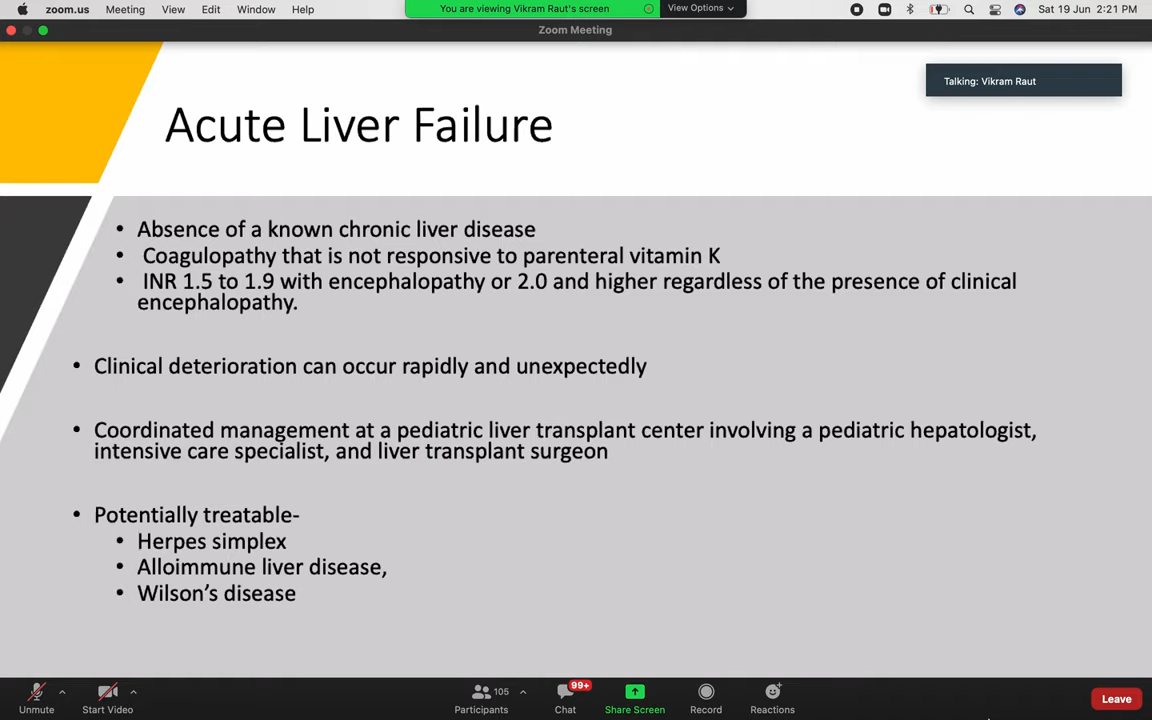 zoom.us Meeting View Edit Window Help
You are viewing Vikram Raut's screen
View Options
Sat 19 Jun 2:21 PM
Zoom Meeting
Talking: Vikram Raut
Acute Liver Failure
• Absence of a known chronic liver disease
• Coagulopathy that is not responsive to parenteral vitamin K
• INR 1.5 to 1.9 with encephalopathy or 2.0 and higher regardless of the presence of clinical
encephalopathy.
• Clinical deterioration can occur rapidly and unexpectedly
• Coordinated management at a pediatric liver transplant center involving a pediatric hepatologist,
intensive care specialist, and liver transplant surgeon
• Potentially treatable-
• Herpes simplex
• Alloimmune liver disease,
• Wilson's disease
105
99+
Unmute Start Video Participants Chat Share Screen Record Reactions
Leave